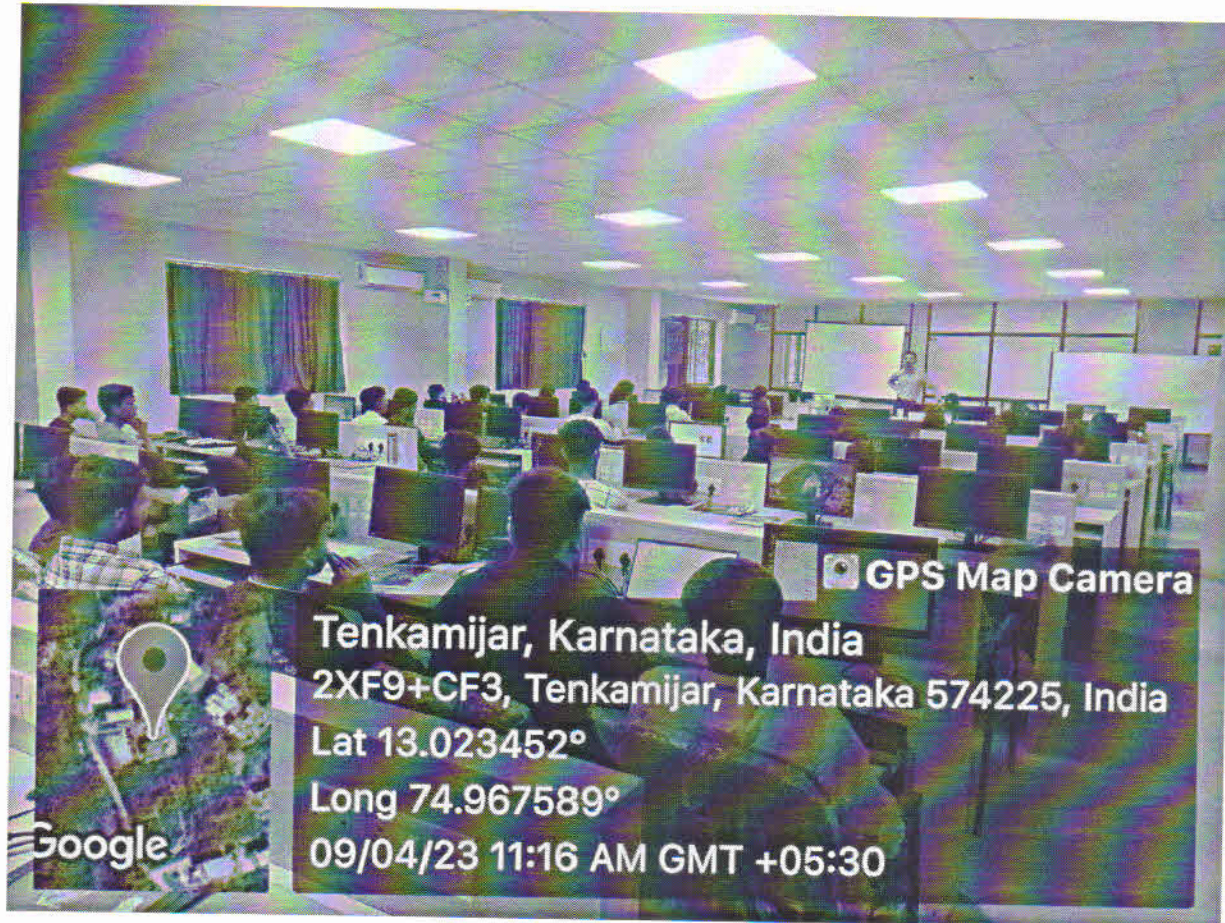 GPS Map Camera
Tenkamijar, Karnataka, India
2XF9+CF3, Tenkamijar, Karnataka 574225, India
Lat 13.023452°
Long 74.967589°
09/04/23 11:16 AM GMT +05:30
Google